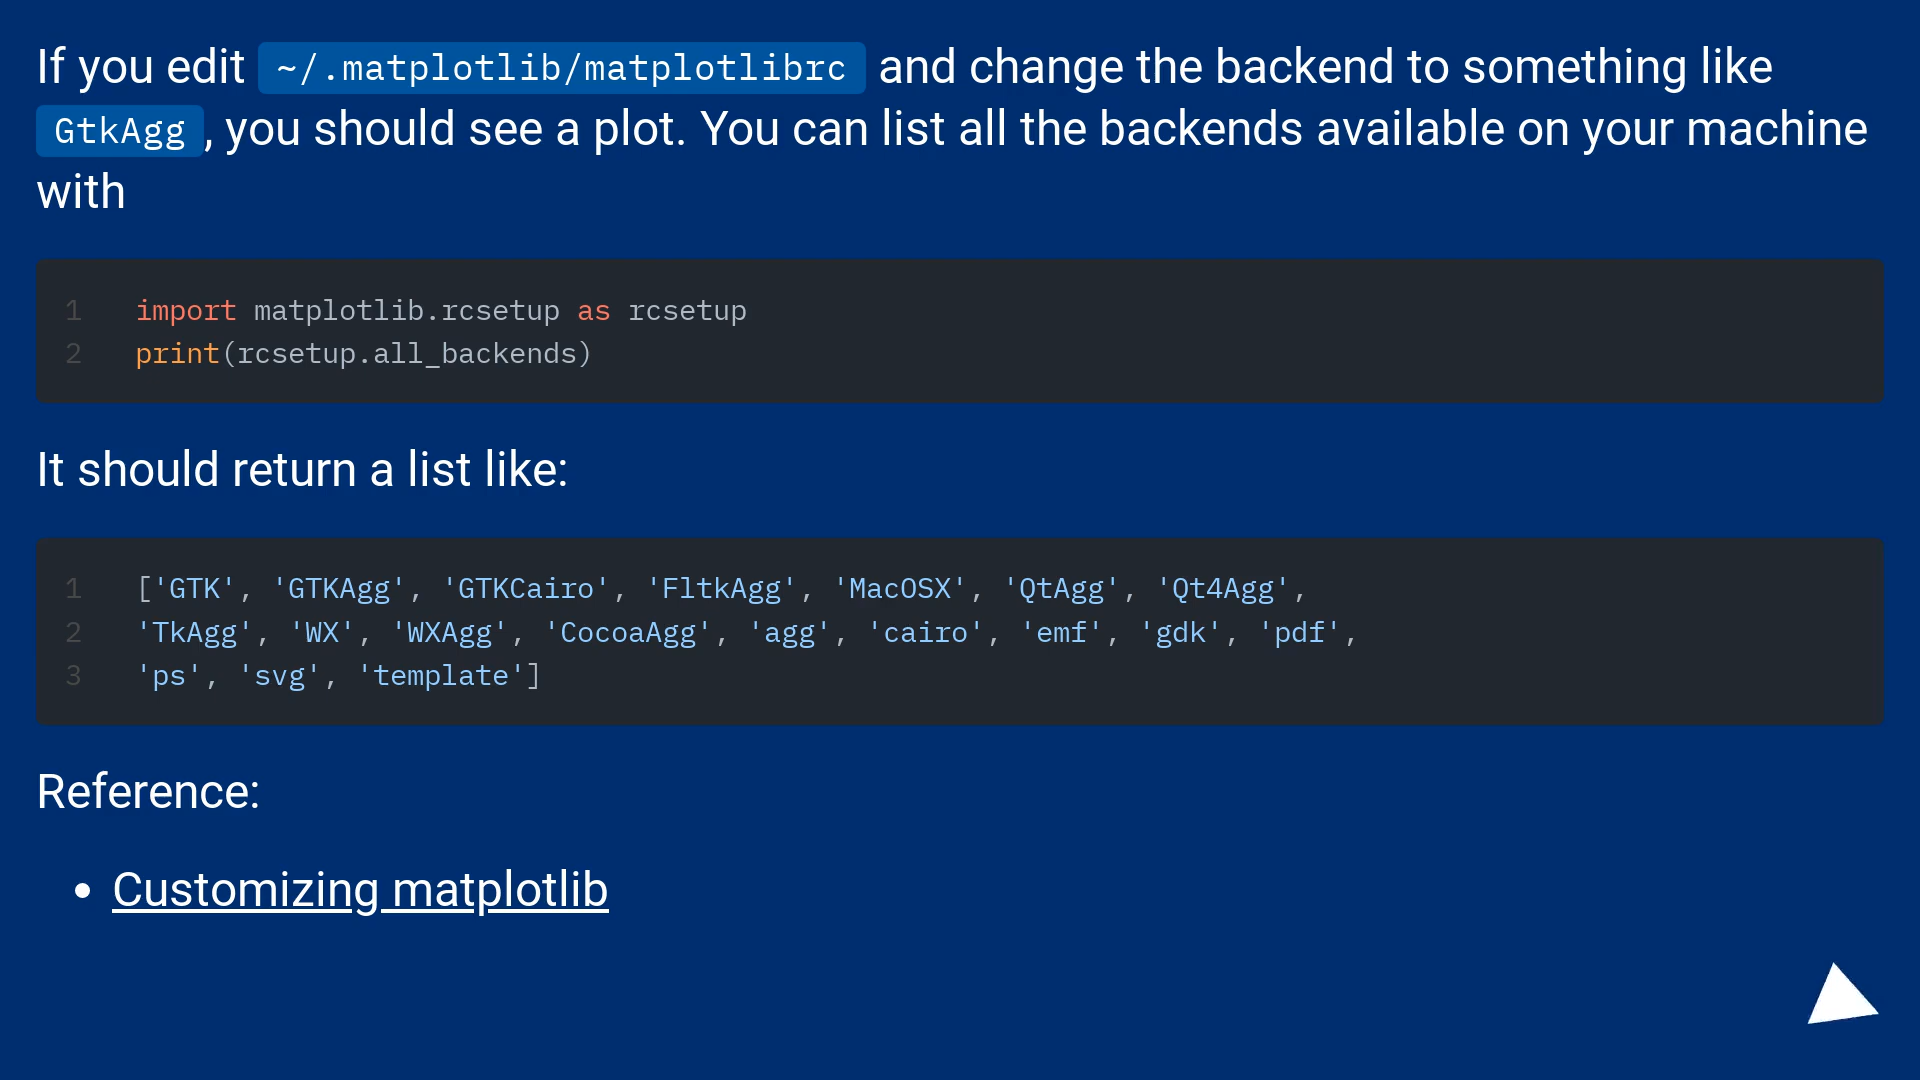 If you edit ~/.matplotlib/matplotlibrc and change the backend to something like
GtkAgg, you should see a plot. You can list all the backends available on your machine
with
1 import matplotlib.rcsetup as rcsetup
2 print(rcsetup.all_backends)
It should return a list like:
1 ['GTK', 'GTKAgg', 'GTKCairo', 'FltkAgg', 'MacOSX', 'QtAgg', 'Qt4Agg',
2 'TkAgg', 'WX', 'WXAgg', 'CocoaAgg', 'agg', 'cairo', 'emf', 'gdk', 'pdf',
3 'ps', 'svg', 'template']
Reference:
• Customizing matplotlib